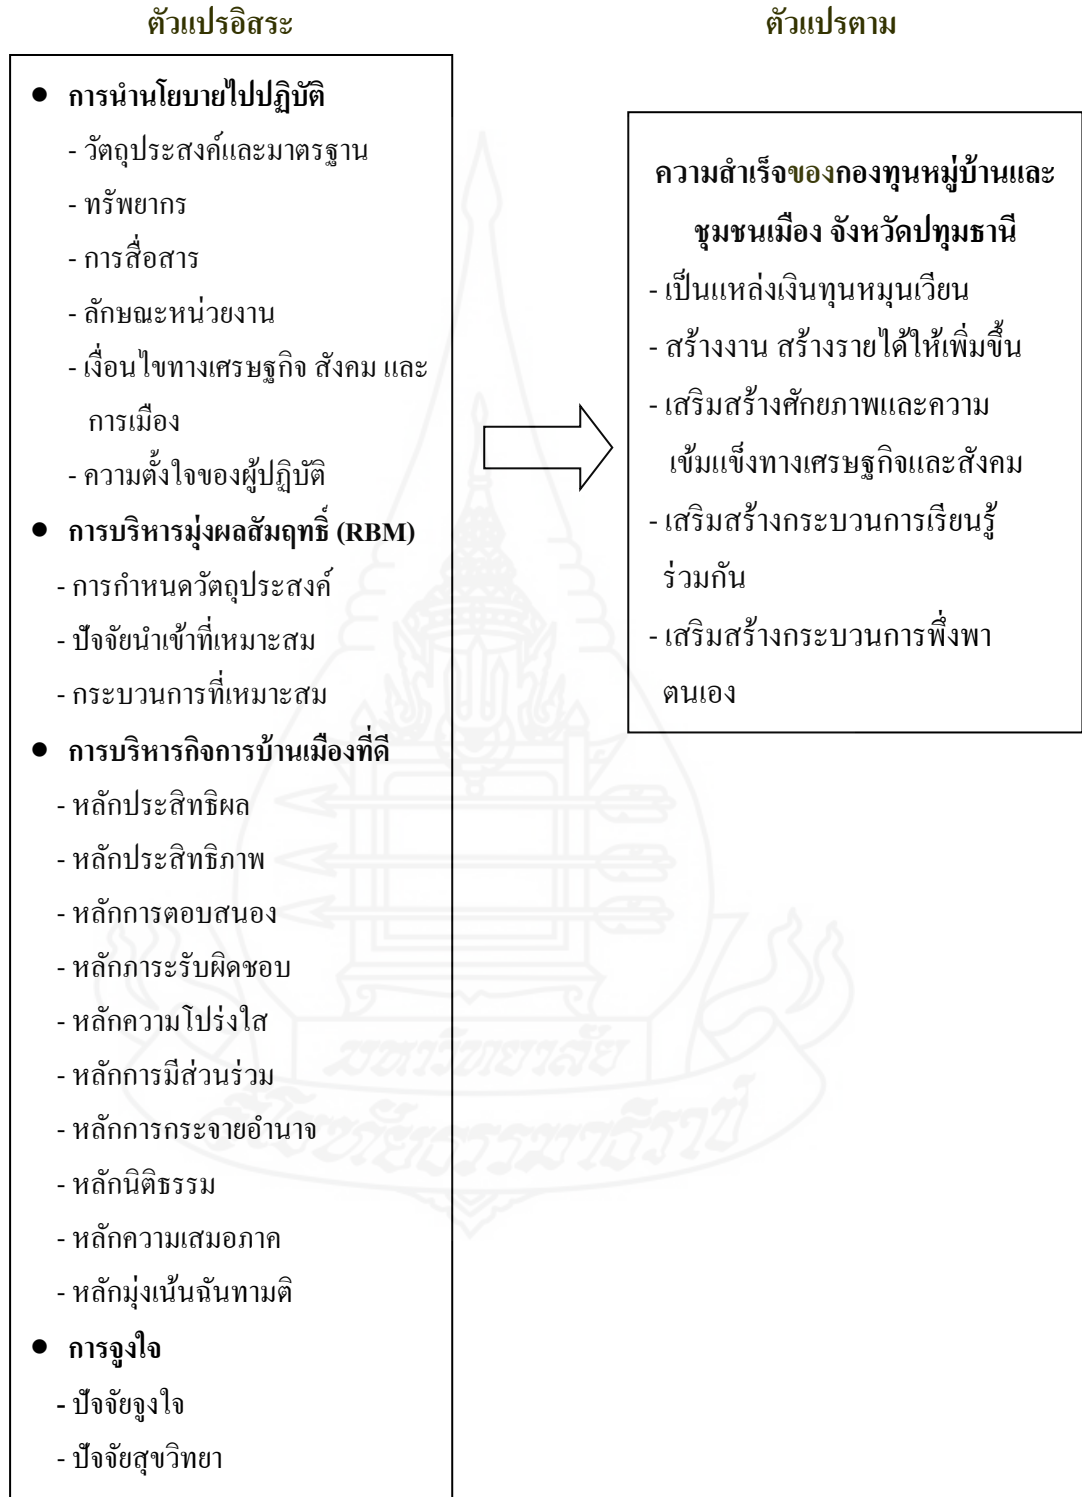 ตัวแปรอิสระ
ตัวแปรตาม
● การนำนโยบายไปปฏิบัติ
- วัตถุประสงค์และมาตรฐาน
- ทรัพยากร
- การสื่อสาร
- ลักษณะหน่วยงาน
- เงื่อนไขทางเศรษฐกิจ สังคม และ
การเมือง
- ความตั้งใจของผู้ปฏิบัติ
● การบริหารมุ่งผลสัมฤทธิ์ (RBM)
- การกำหนดวัตถุประสงค์
- ปัจจัยนำเข้าที่เหมาะสม
- กระบวนการที่เหมาะสม
● การบริหารกิจการบ้านเมืองที่ดี
- หลักประสิทธิผล
- หลักประสิทธิภาพ
- หลักการตอบสนอง
- หลักภาระรับผิดชอบ
- หลักความโปร่งใส
- หลักการมีส่วนร่วม
- หลักการกระจายอำนาจ
- หลักนิติธรรม
- หลักความเสมอภาค
- หลักมุ่งเน้นฉันทามติ
● การจูงใจ
- ปัจจัยจูงใจ
- ปัจจัยสุขวิทยา
ความสำเร็จของกองทุนหมู่บ้านและ
ชุมชนเมือง จังหวัดปทุมธานี
- เป็นแหล่งเงินทุนหมุนเวียน
- สร้างงาน สร้างรายได้ให้เพิ่มขึ้น
- เสริมสร้างศักยภาพและความ
เข้มแข็งทางเศรษฐกิจและสังคม
- เสริมสร้างกระบวนการเรียนรู้
ร่วมกัน
- เสริมสร้างกระบวนการพึ่งพา
ตนเอง
มหาวิทยาลัย
สุโขทัยธรรมาธิราช